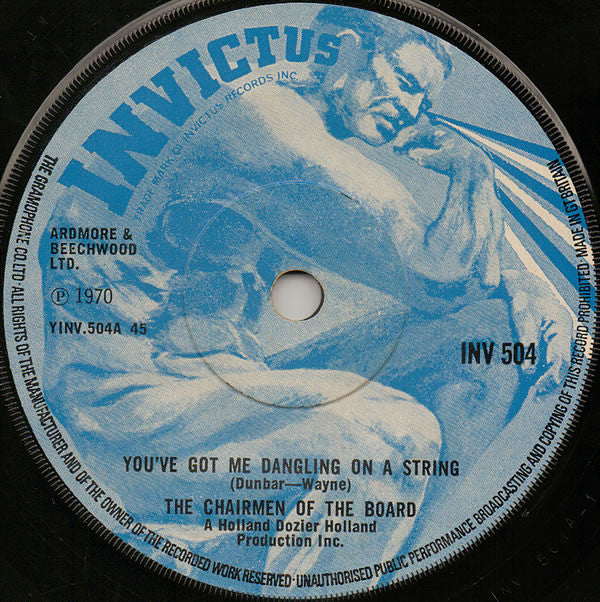 INVICTUS
TRADE MARK OF INVICTUS RECORDS INC.
THE GRAMOPHONE CO. LTD· ALL RIGHTS OF THE MANUFACTURER AND OF THE OWNER OF THE RECORDED WORK RESERVED·UNAUTHORISED PUBLIC PERFORMANCE BROADCASTING AND COPYING OF THIS RECORD PROHIBITED· MADE IN GT BRITAIN
ARDMORE &
BEECHWOOD
LTD.
Ⓟ 1970
YINV.504A 45
INV 504
YOU'VE GOT ME DANGLING ON A STRING
(Dunbar—Wayne)
THE CHAIRMEN OF THE BOARD
A Holland Dozier Holland
Production Inc.